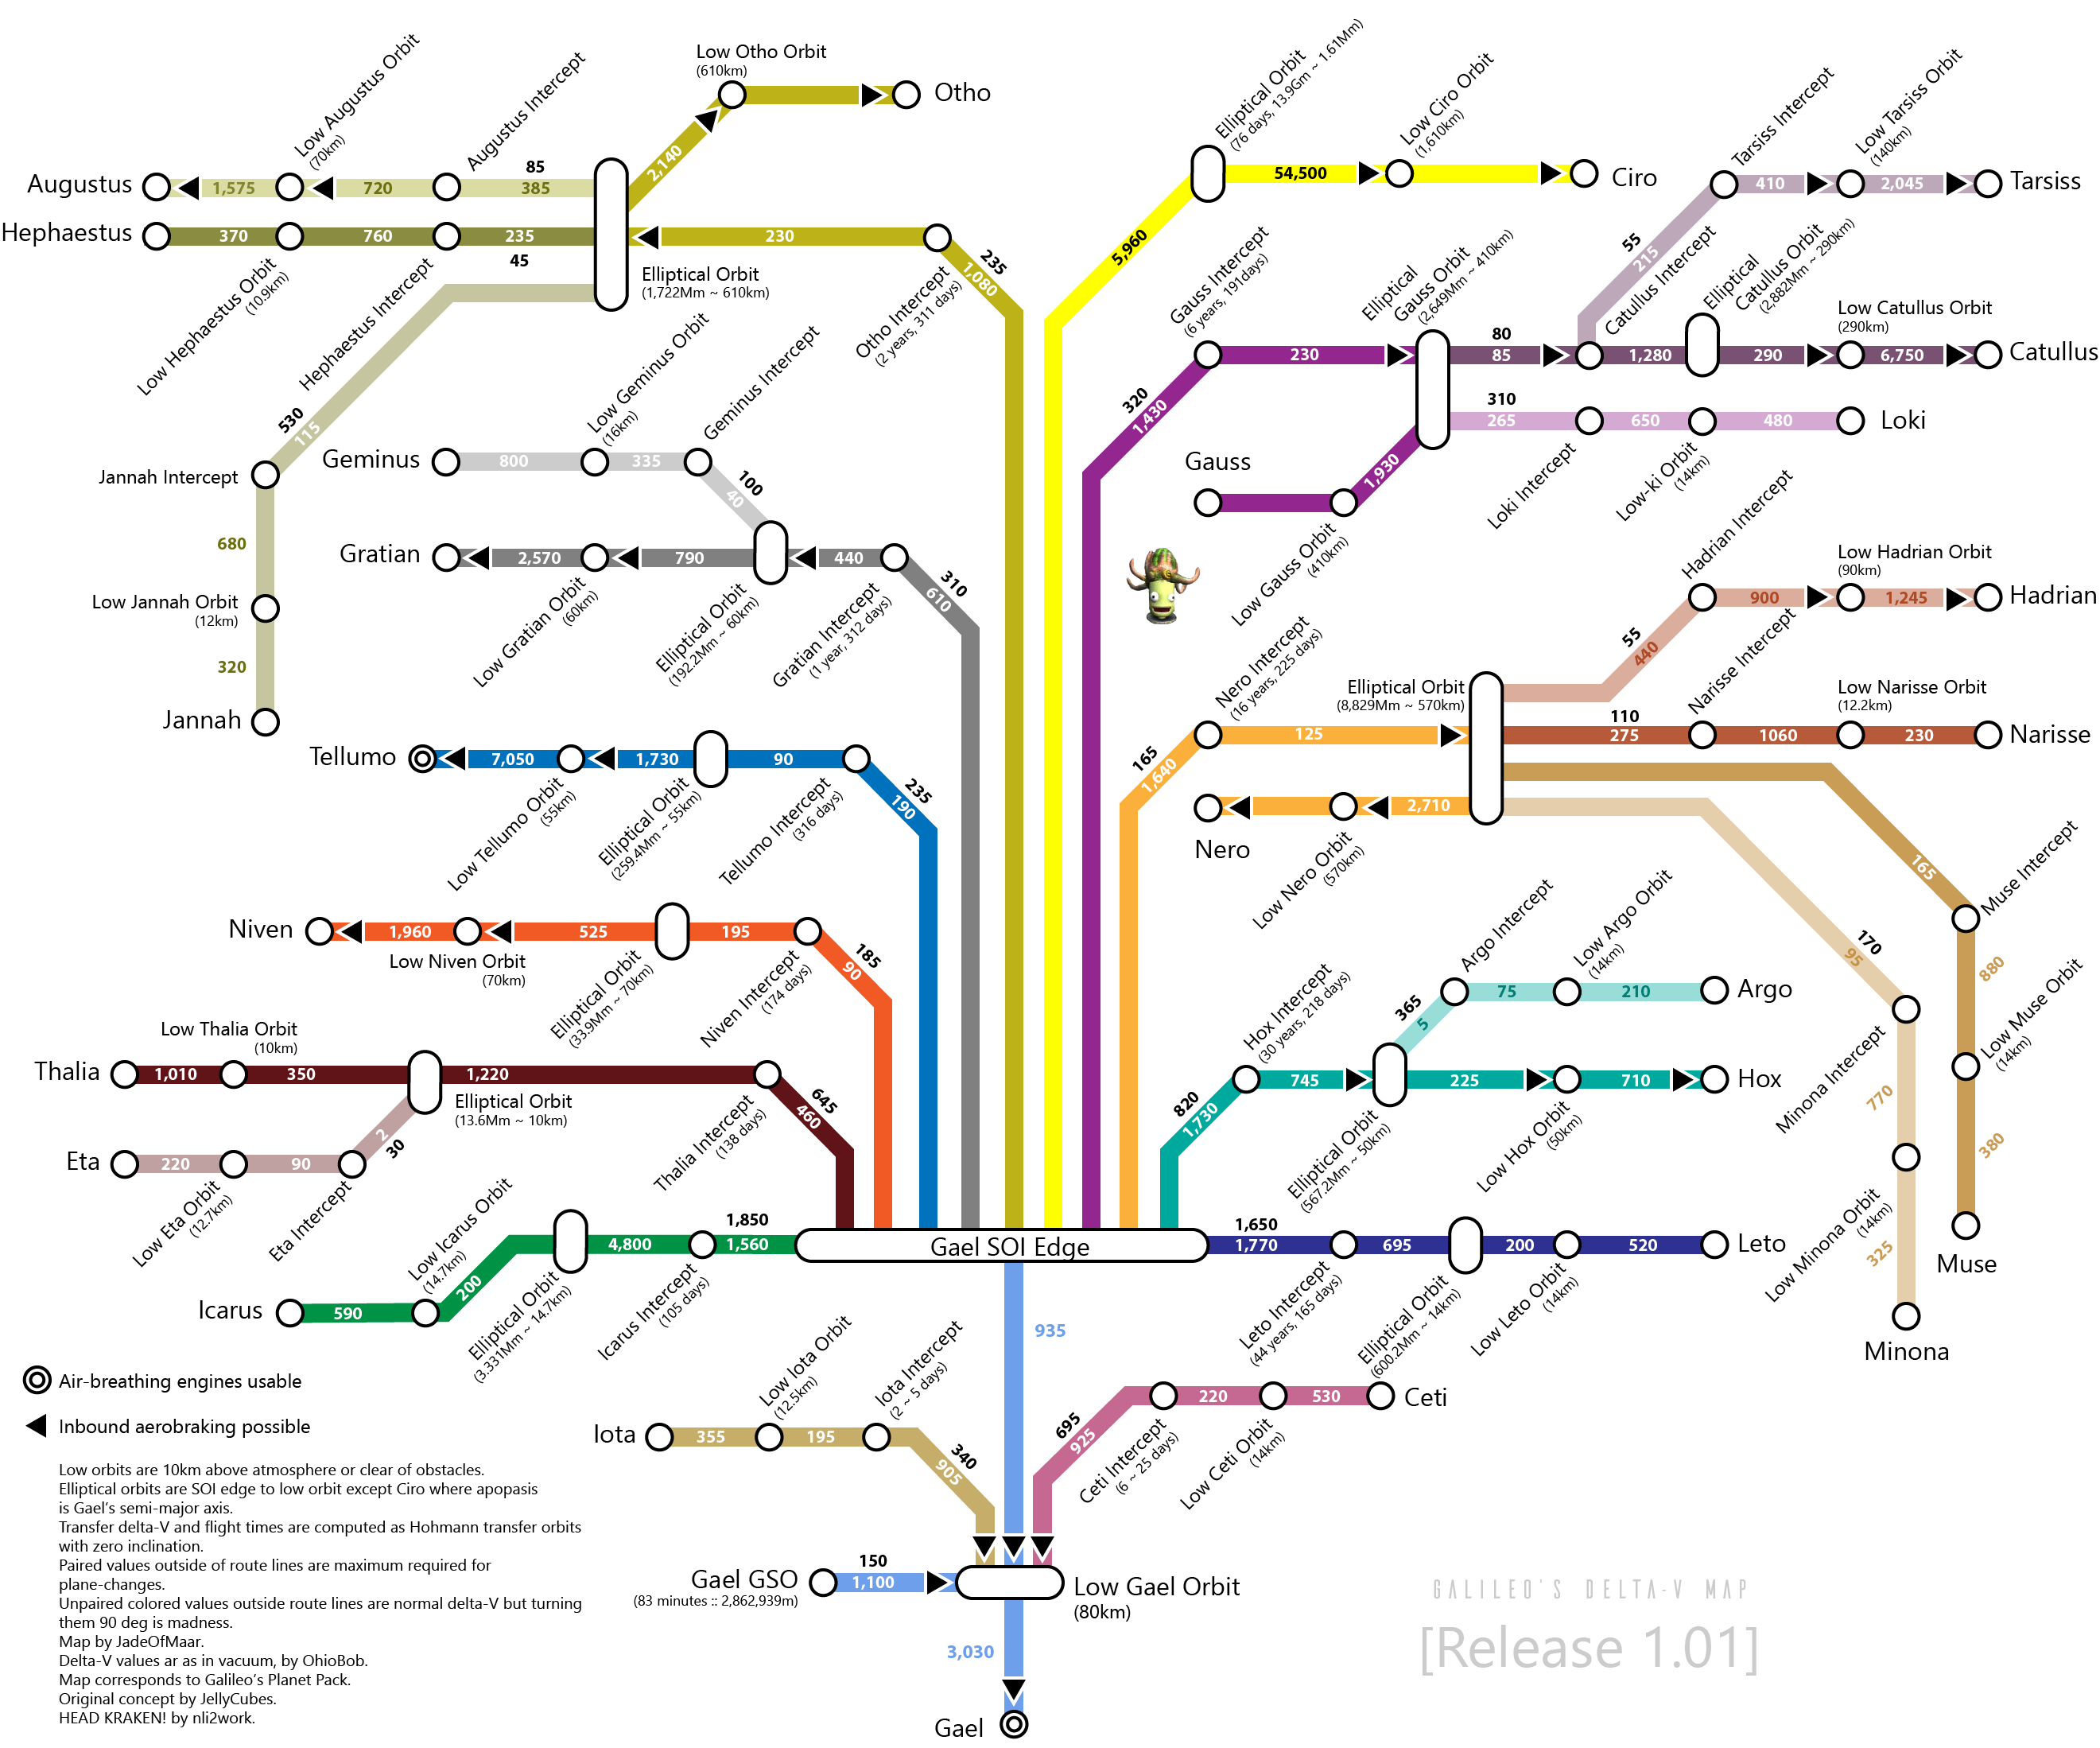 Low Otho Orbit
(610km)
Otho
2,140
Low Augustus Orbit
(70km)
Augustus Intercept
Augustus
1,575
720
85
385
Hephaestus
370
760
235
45
230
Low Hephaestus Orbit
(10.9km)
Hephaestus Intercept
Elliptical Orbit
(1,722Mm ~ 610km)
Otho Intercept
(2 years, 311 days)
235
1,080
530
115
Jannah Intercept
680
Low Jannah Orbit
(12km)
320
Jannah
Low Geminus Orbit
(16km)
Geminus Intercept
Geminus
800
335
100
40
Gratian
2,570
790
440
Low Gratian Orbit
(60km)
Elliptical Orbit
(192.2Mm ~ 60km)
Gratian Intercept
(1 year, 312 days)
310
610
Tellumo
7,050
1,730
90
Low Tellumo Orbit
(55km)
Elliptical Orbit
(259.4Mm ~ 55km)
Tellumo Intercept
(316 days)
235
190
Niven
1,960
525
195
Low Niven Orbit
(70km)
Elliptical Orbit
(33.9Mm ~ 70km)
Niven Intercept
(174 days)
185
90
Low Thalia Orbit
(10km)
Thalia
1,010
350
1,220
Elliptical Orbit
(13.6Mm ~ 10km)
Thalia Intercept
(138 days)
645
460
Eta
220
90
2
30
Low Eta Orbit
(12.7km)
Eta Intercept
Icarus
590
200
4,800
1,850
1,560
Low Icarus Orbit
(14.7km)
Elliptical Orbit
(3.331Mm ~ 14.7km)
Icarus Intercept
(105 days)
Gael SOI Edge
Elliptical Orbit
(76 days, 13.9Gm ~ 1.61Mm)
Low Ciro Orbit
(1,610km)
5,960
54,500
Ciro
Tarsiss Intercept
Low Tarsiss Orbit
(140km)
410
2,045
Tarsiss
55
215
Gauss Intercept
(6 years, 191days)
Elliptical
Gauss Orbit
(2,649Mm ~ 410km)
Catullus Intercept
Elliptical
Catullus Orbit
(2,882Mm ~ 290km)
Low Catullus Orbit
(290km)
320
1,430
230
80
85
1,280
290
6,750
Catullus
310
265
650
480
Loki
Loki Intercept
Low-ki Orbit
(14km)
Gauss
1,930
Low Gauss Orbit
(410km)
Hadrian Intercept
Low Hadrian Orbit
(90km)
55
440
900
1,245
Hadrian
Nero Intercept
(16 years, 225 days)
165
1,640
125
Elliptical Orbit
(8,829Mm ~ 570km)
Narisse Intercept
Low Narisse Orbit
(12.2km)
110
275
1060
230
Narisse
Nero
2,710
Low Nero Orbit
(570km)
165
Muse Intercept
880
Low Muse Orbit
(14km)
380
Muse
170
95
Minona Intercept
770
Low Minona Orbit
(14km)
325
Minona
Argo Intercept
Low Argo Orbit
(14km)
365
5
75
210
Argo
Hox Intercept
(30 years, 218 days)
820
1,730
745
225
710
Hox
Elliptical Orbit
(567.2Mm ~ 50km)
Low Hox Orbit
(50km)
1,650
1,770
695
200
520
Leto
Leto Intercept
(44 years, 165 days)
Elliptical Orbit
(600.2Mm ~ 14km)
Low Leto Orbit
(14km)
935
Iota
355
195
Low Iota Orbit
(12.5km)
Iota Intercept
(2 ~ 5 days)
340
905
695
925
220
530
Ceti
Ceti Intercept
(6 ~ 25 days)
Low Ceti Orbit
(14km)
Gael GSO
(83 minutes :: 2,862,939m)
150
1,100
Low Gael Orbit
(80km)
3,030
Gael
Air-breathing engines usable
Inbound aerobraking possible
Low orbits are 10km above atmosphere or clear of obstacles.
Elliptical orbits are SOI edge to low orbit except Ciro where apopasis
is Gael's semi-major axis.
Transfer delta-V and flight times are computed as Hohmann transfer orbits
with zero inclination.
Paired values outside of route lines are maximum required for
plane-changes.
Unpaired colored values outside route lines are normal delta-V but turning
them 90 deg is madness.
Map by JadeOfMaar.
Delta-V values ar as in vacuum, by OhioBob.
Map corresponds to Galileo's Planet Pack.
Original concept by JellyCubes.
HEAD KRAKEN! by nli2work.
GALILEO'S DELTA-V MAP
[Release 1.01]